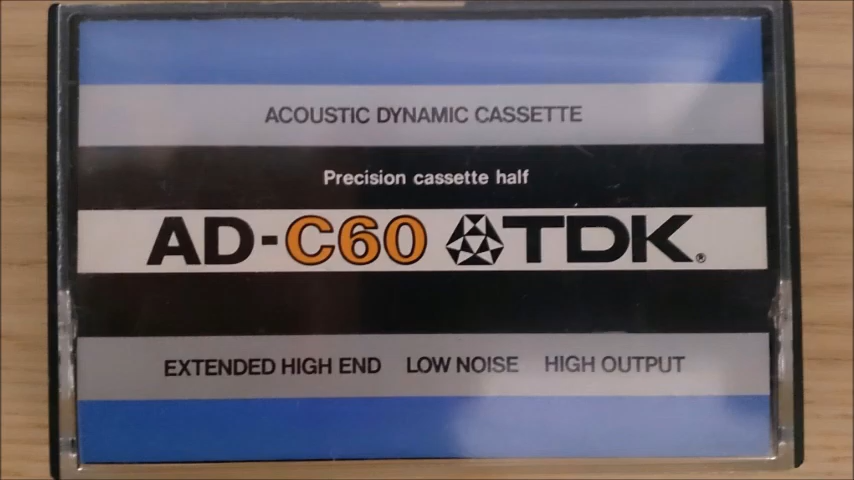 ACOUSTIC DYNAMIC CASSETTE
Precision cassette half
AD-C60 TDK®
EXTENDED HIGH END LOW NOISE HIGH OUTPUT